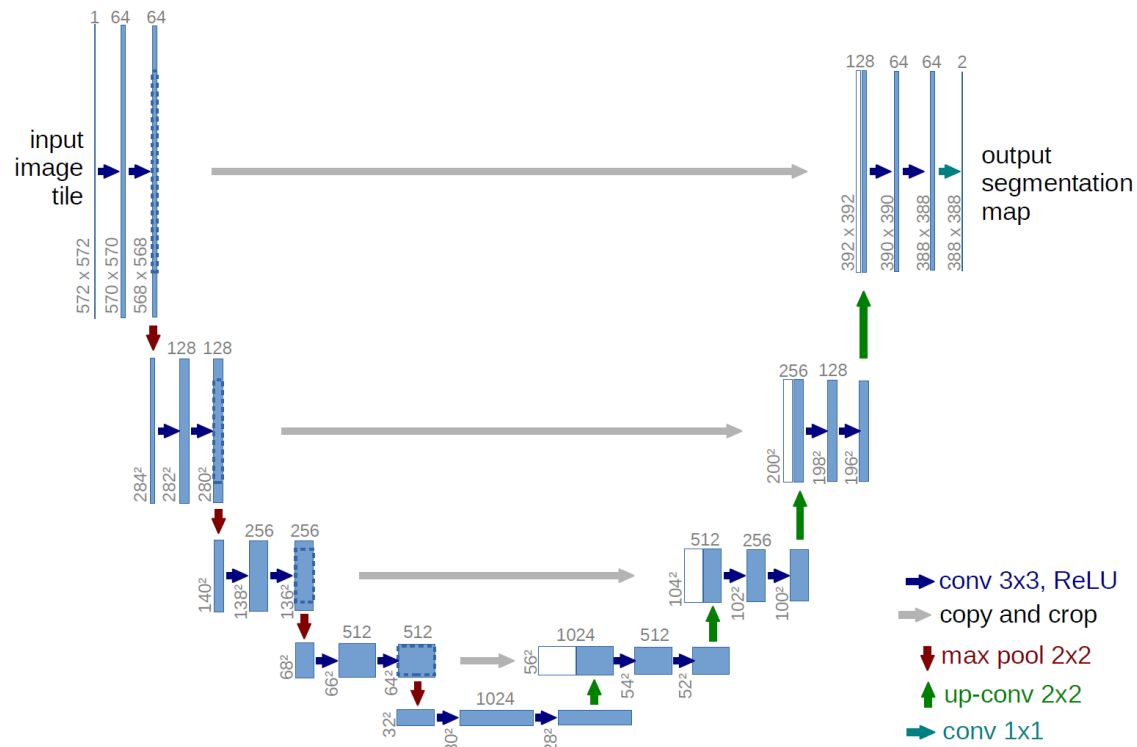 1 64 64
128
64
64
2
input
image
tile
output
segmentation
map
572 x 572
570 x 570
568 x 568
392 x 392
390 x 390
388 x 388
388 x 388
128 128
256 128
284²
282²
280²
200²
198²
196²
256 256
512 256
140²
138²
136²
104²
102²
100²
conv 3x3, ReLU
copy and crop
max pool 2x2
up-conv 2x2
conv 1x1
512 512
1024 512
68²
66²
64²
56²
54²
52²
1024
32²